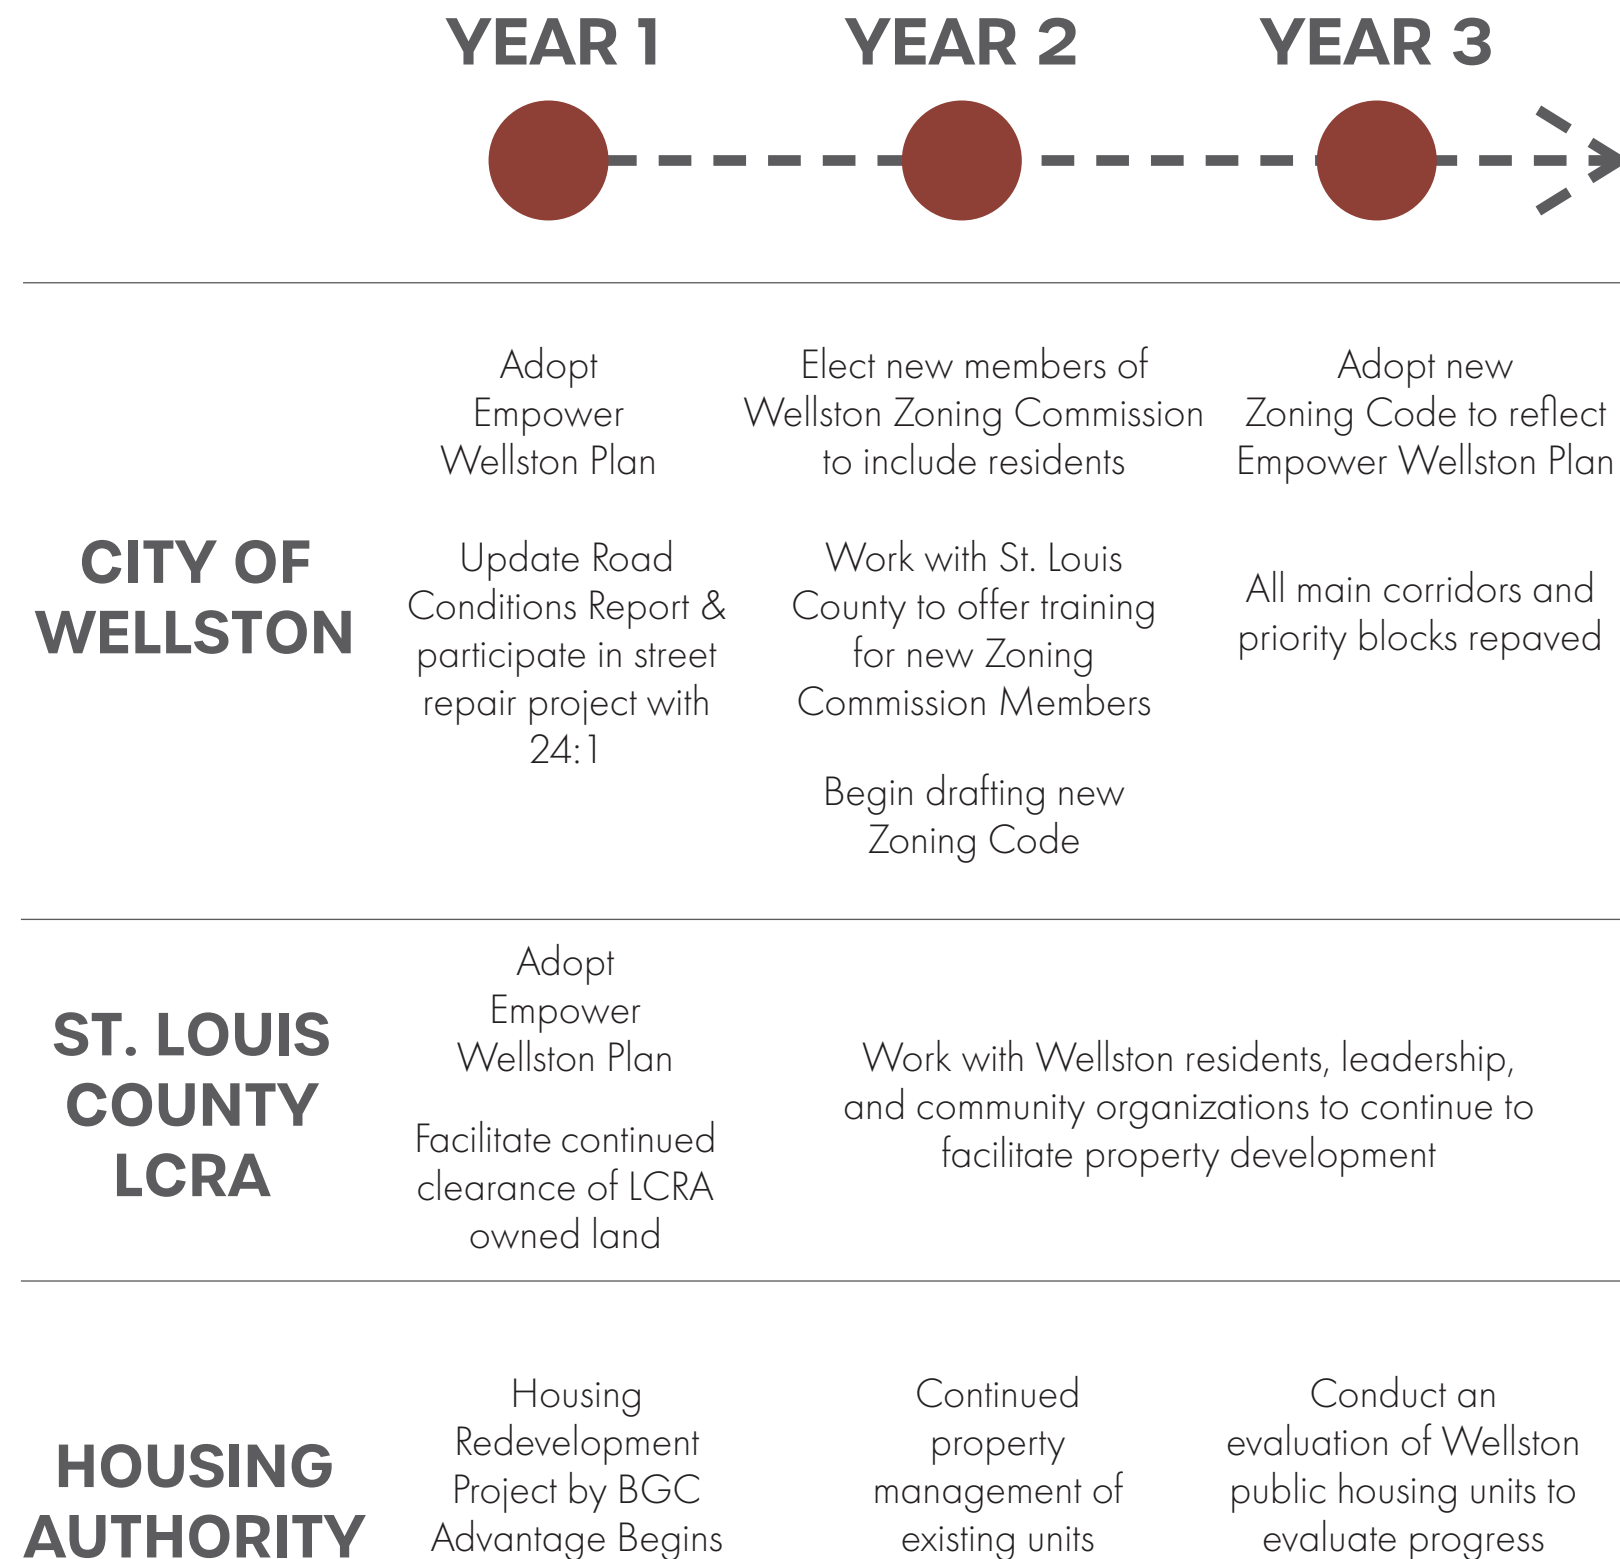 YEAR 1
YEAR 2
YEAR 3
CITY OF
WELLSTON
Adopt
Empower
Wellston Plan
Update Road
Conditions Report &
participate in street
repair project with
24:1
Elect new members of
Wellston Zoning Commission
to include residents
Work with St. Louis
County to offer training
for new Zoning
Commission Members
Begin drafting new
Zoning Code
Adopt new
Zoning Code to reflect
Empower Wellston Plan
All main corridors and
priority blocks repaved
ST. LOUIS
COUNTY
LCRA
Adopt
Empower
Wellston Plan
Facilitate continued
clearance of LCRA
owned land
Work with Wellston residents, leadership,
and community organizations to continue to
facilitate property development
HOUSING
AUTHORITY
Housing
Redevelopment
Project by BGC
Advantage Begins
Continued
property
management of
existing units
Conduct an
evaluation of Wellston
public housing units to
evaluate progress